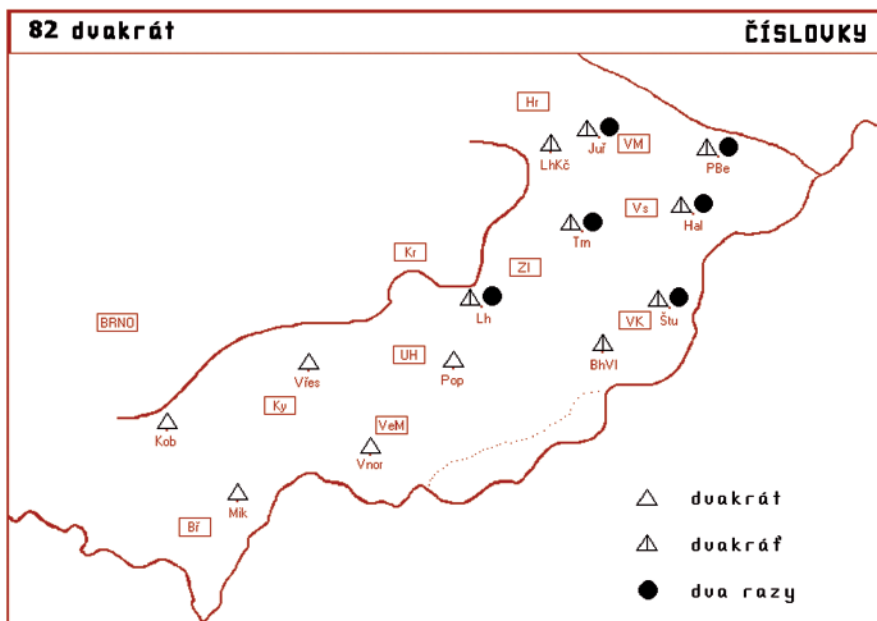 82 dvakrát
ČÍSLOVKY
Hr
Juř
VM
LhKč
PBe
Vs
Hal
Trn
Kr
Zl
BRNO
Lh
VK
Štu
UH
BhVl
Vřes
Pop
Ky
Kob
VeM
Vnor
Mik
Bř
dvakrát
dvakráť
dva razy